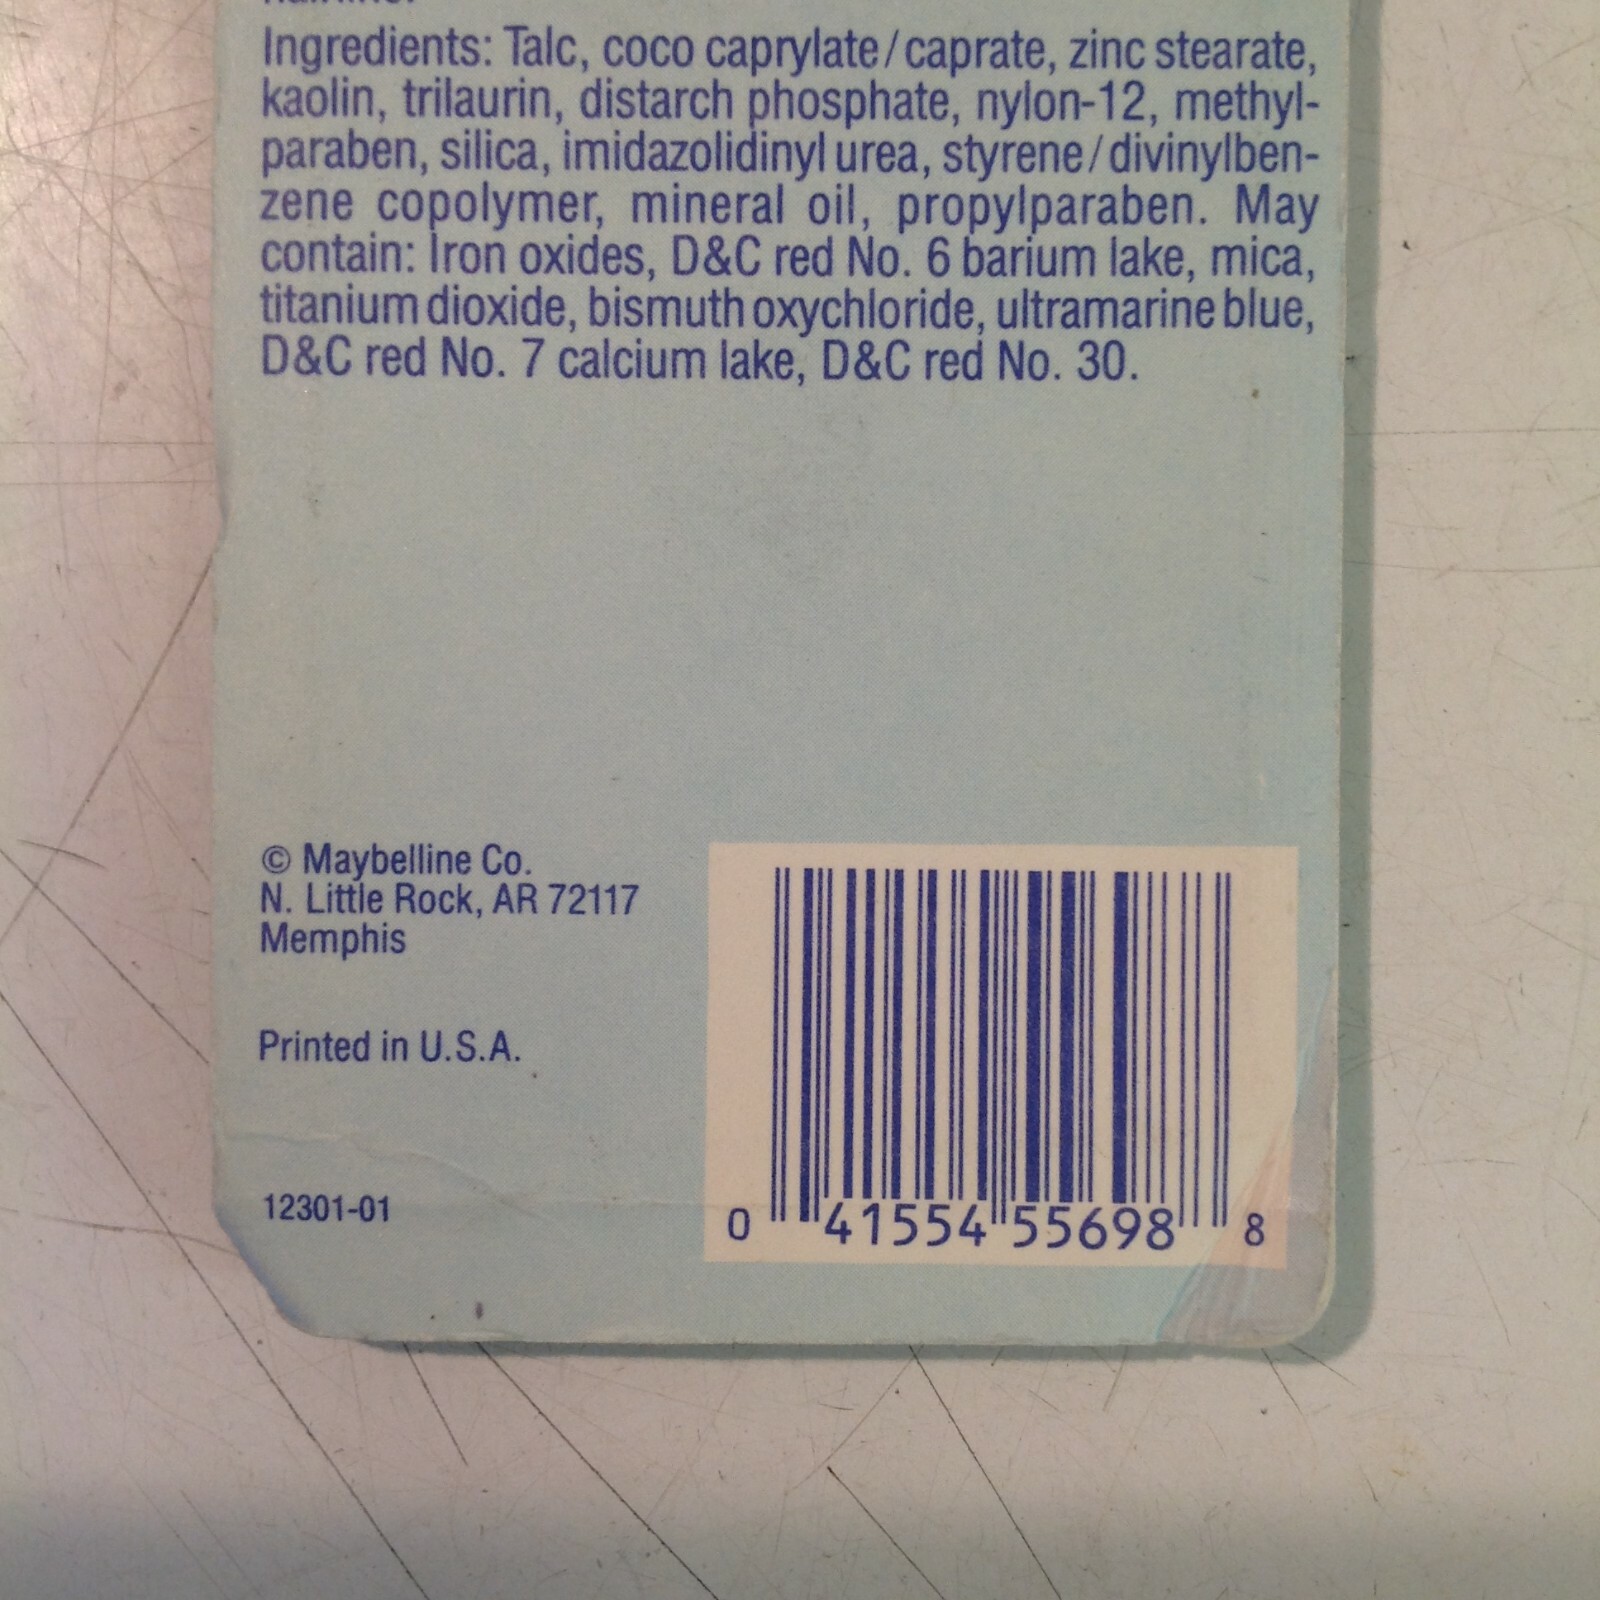 hairline.
Ingredients: Talc, coco caprylate/caprate, zinc stearate,
kaolin, trilaurin, distarch phosphate, nylon-12, methyl-
paraben, silica, imidazolidinyl urea, styrene/divinylben-
zene copolymer, mineral oil, propylparaben. May
contain: Iron oxides, D&C red No. 6 barium lake, mica,
titanium dioxide, bismuth oxychloride, ultramarine blue,
D&C red No. 7 calcium lake, D&C red No. 30.
© Maybelline Co.
N. Little Rock, AR 72117
Memphis
Printed in U.S.A.
12301-01
0 41554 55698 8